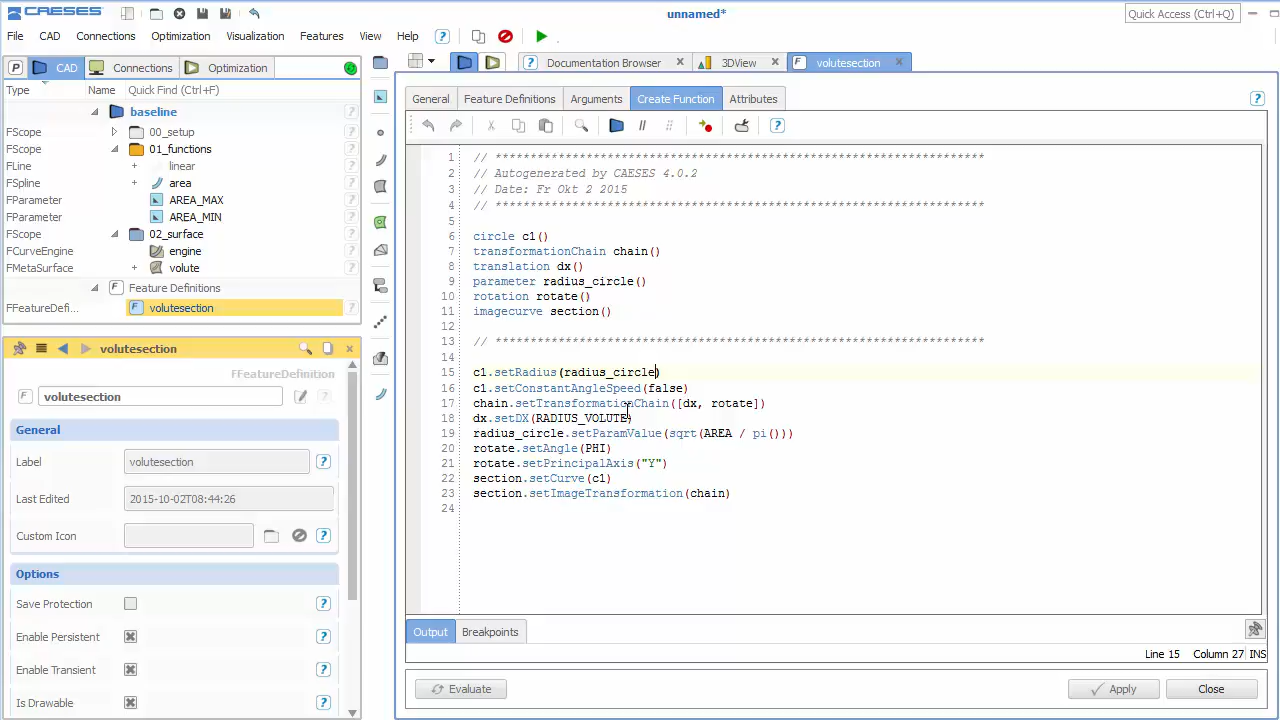 CAESES
unnamed*
Quick Access (Ctrl+Q)
File CAD Connections Optimization Visualization Features View Help
CAD Connections Optimization
Type Name Quick Find (Ctrl+F)
baseline
FScope 00_setup
FScope 01_functions
FLine linear
FSpline area
FParameter AREA_MAX
FParameter AREA_MIN
FScope 02_surface
FCurveEngine engine
FMetaSurface volute
Feature Definitions
FFeatureDefi... volutesection
volutesection
FFeatureDefinition
volutesection
General
Label volutesection
Last Edited 2015-10-02T08:44:26
Custom Icon
Options
Save Protection
Enable Persistent
Enable Transient
Is Drawable
Documentation Browser 3DView volutesection
General Feature Definitions Arguments Create Function Attributes
1 // **********************************************************************
2 // Autogenerated by CAESES 4.0.2
3 // Date: Fr Okt 2 2015
4 // **********************************************************************
5
6 circle c1()
7 transformationChain chain()
8 translation dx()
9 parameter radius_circle()
10 rotation rotate()
11 imagecurve section()
12
13 // **********************************************************************
14
15 c1.setRadius(radius_circle)
16 c1.setConstantAngleSpeed(false)
17 chain.setTransformationChain([dx, rotate])
18 dx.setDX(RADIUS_VOLUTE)
19 radius_circle.setParamValue(sqrt(AREA / pi()))
20 rotate.setAngle(PHI)
21 rotate.setPrincipalAxis("Y")
22 section.setCurve(c1)
23 section.setImageTransformation(chain)
24
Output Breakpoints
Line 15 Column 27 INS
Evaluate Apply Close